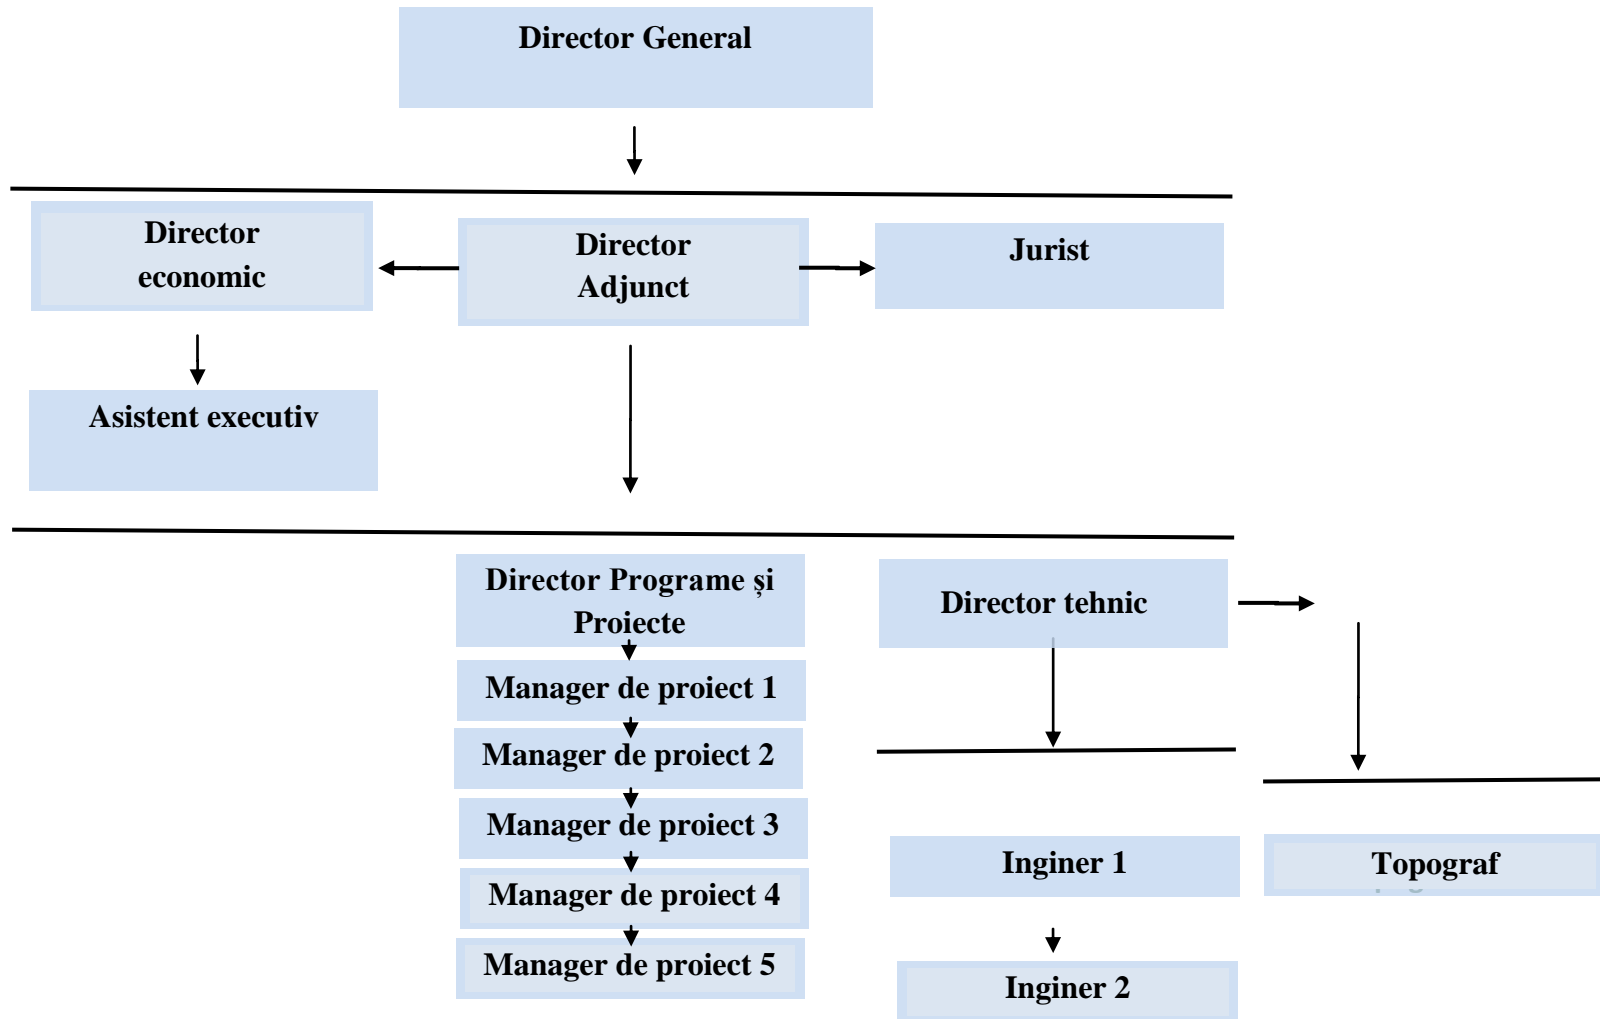 Director General
Director
economic
Director
Adjunct
Jurist
Asistent executiv
Director Programe și
Proiecte
Director tehnic
Manager de proiect 1
Manager de proiect 2
Manager de proiect 3
Manager de proiect 4
Manager de proiect 5
Inginer 1
Topograf
Inginer 2